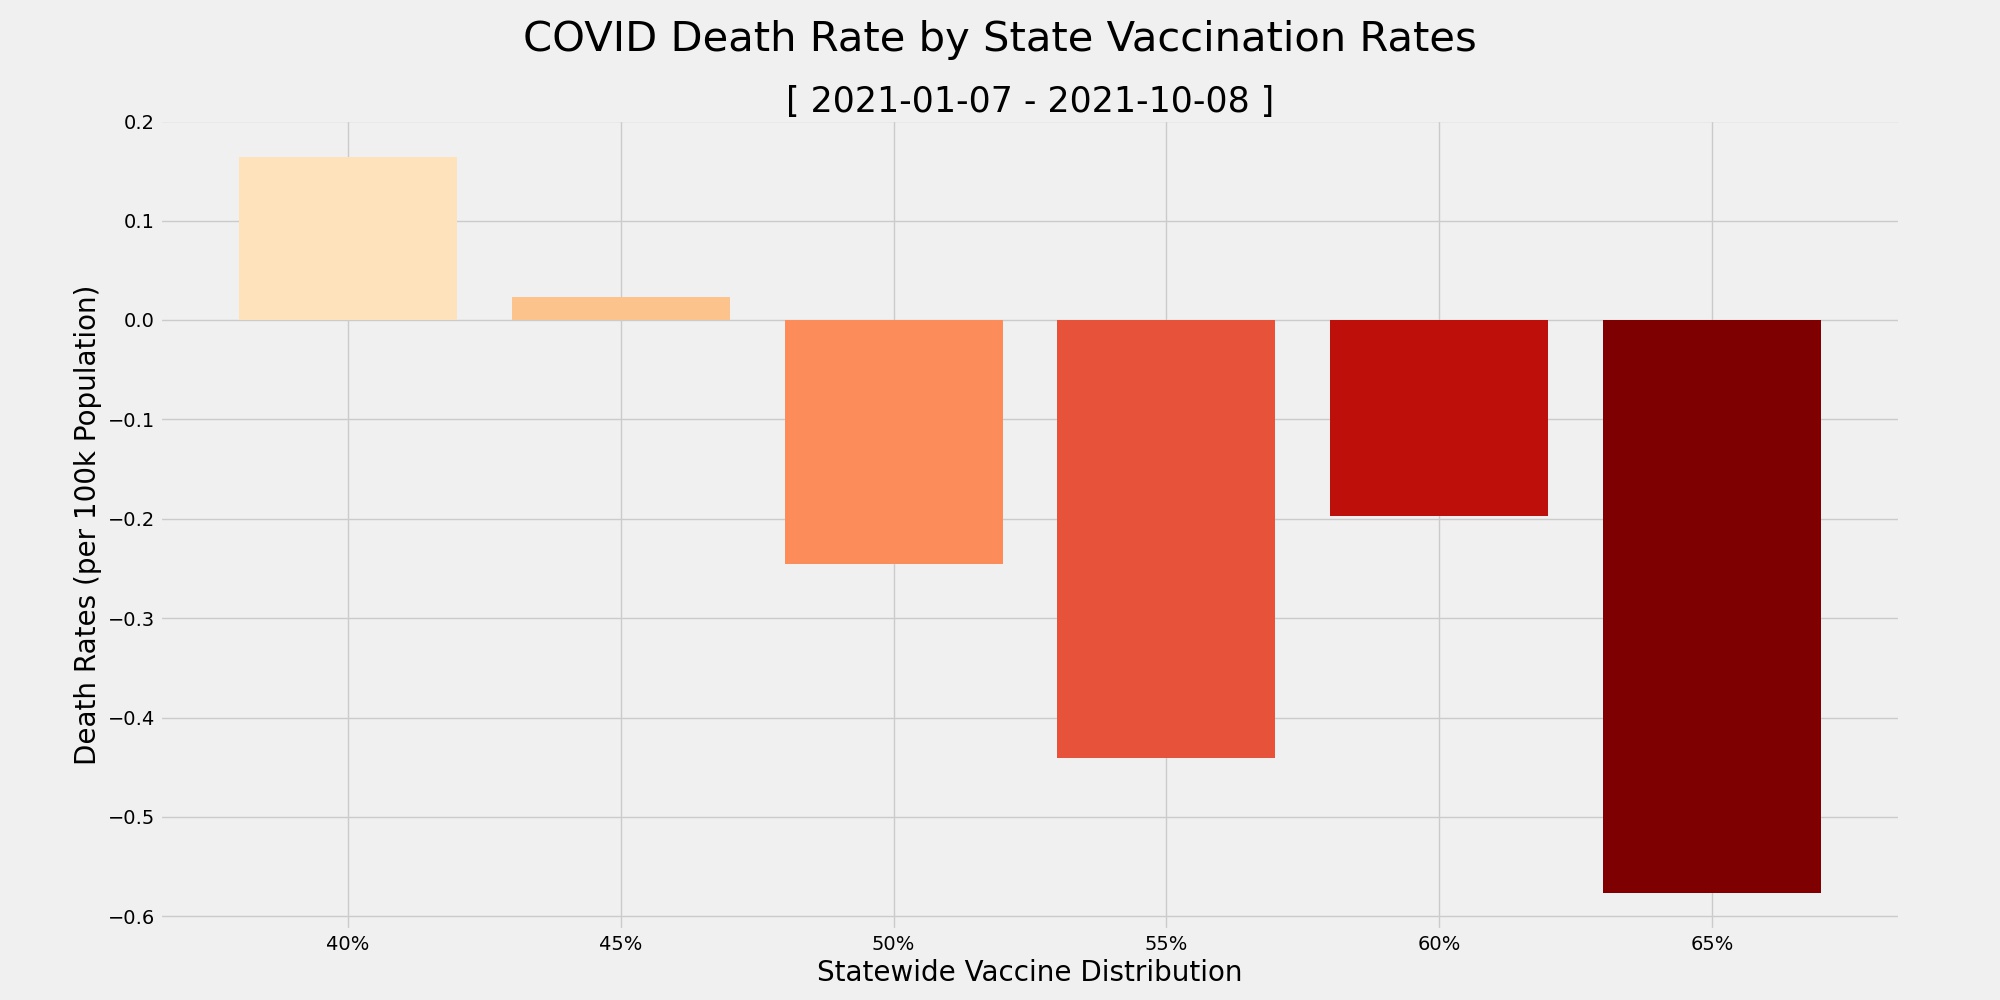 COVID Death Rate by State Vaccination Rates
[ 2021-01-07 - 2021-10-08 ]
Death Rates (per 100k Population)
0.2
0.1
0.0
−0.1
−0.2
−0.3
−0.4
−0.5
−0.6
40% 45% 50% 55% 60% 65%
Statewide Vaccine Distribution